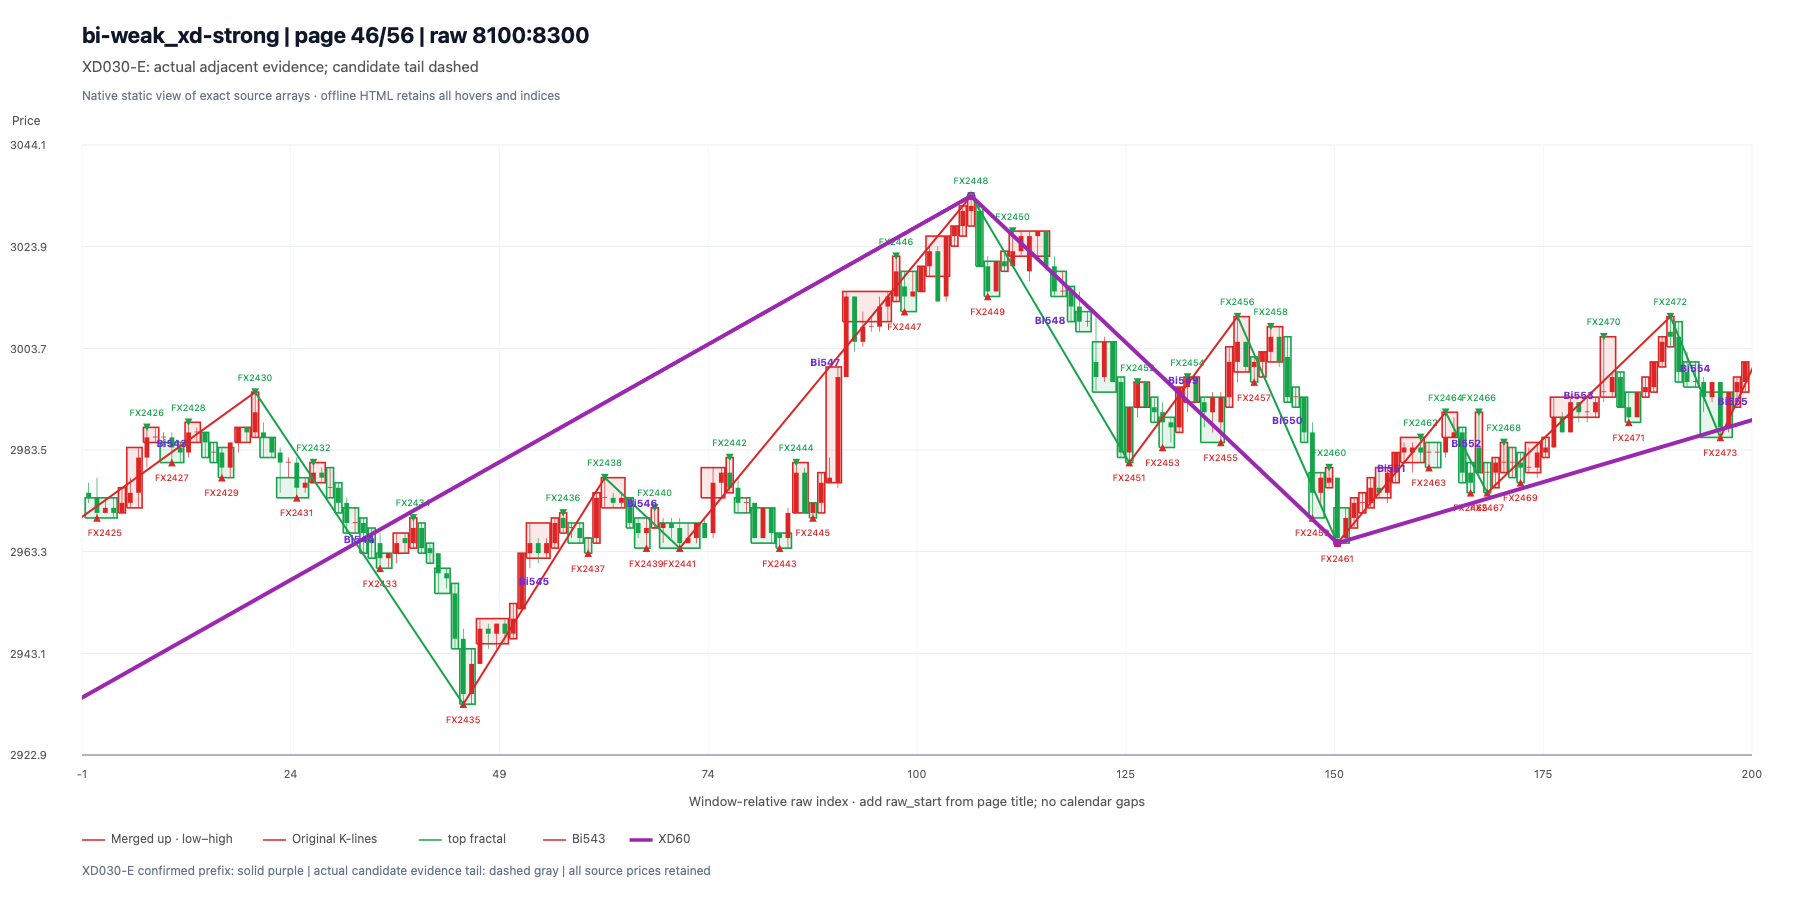 bi-weak_xd-strong | page 46/56 | raw 8100:8300
XD030-E: actual adjacent evidence; candidate tail dashed
Native static view of exact source arrays · offline HTML retains all hovers and indices
Price
3044.1
3023.9
3003.7
2983.5
2963.3
2943.1
2922.9
FX2448
FX2450
FX2446
FX2447
FX2449
FX2456
FX2458
FX2472
FX2470
Bi548
Bi547
FX2454
FX2430
FX2457
Bi554
Bi553
FX2426
FX2428
FX2464
FX2466
FX2462
FX2468
Bi550
FX2471
FX2432
FX2442
FX2444
FX2453
FX2455
FX2460
FX2473
FX2427
FX2438
FX2451
Bi552
FX2463
FX2429
FX2431
FX2436
FX2440
Bi546
FX2469
FX2467
FX2425
FX2445
FX2437
FX2439
FX2441
FX2443
FX2461
FX2433
Bi545
FX2435
-1
24
49
74
100
125
150
175
200
Window-relative raw index · add raw_start from page title; no calendar gaps
Merged up · low–high
Original K-lines
top fractal
Bi543
XD60
XD030-E confirmed prefix: solid purple | actual candidate evidence tail: dashed gray | all source prices retained